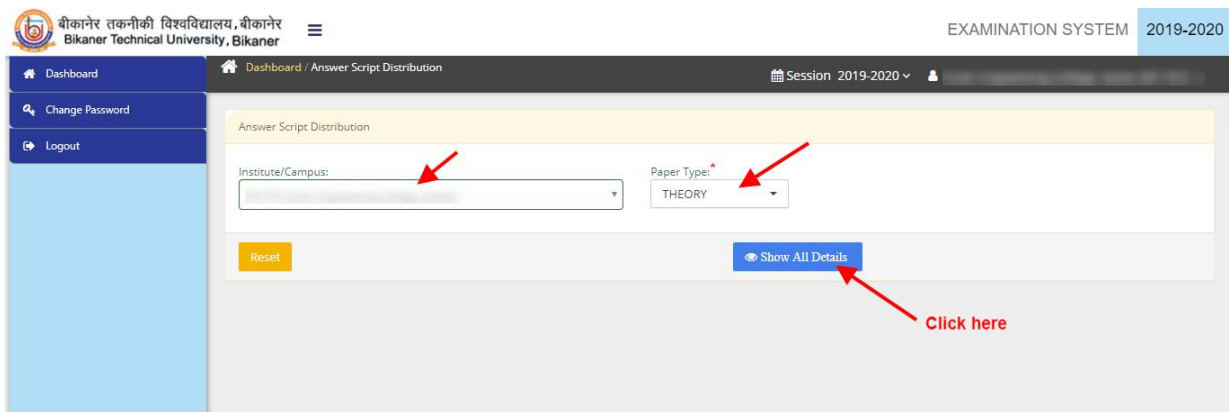 बीकानेर तकनीकी विश्वविद्यालय, बीकानेर
Bikaner Technical University, Bikaner
EXAMINATION SYSTEM 2019-2020
Dashboard
Dashboard / Answer Script Distribution
Session 2019-2020
Change Password
Answer Script Distribution
Logout
Institute/Campus:
Paper Type:*
THEORY
Reset
Show All Details
Click here